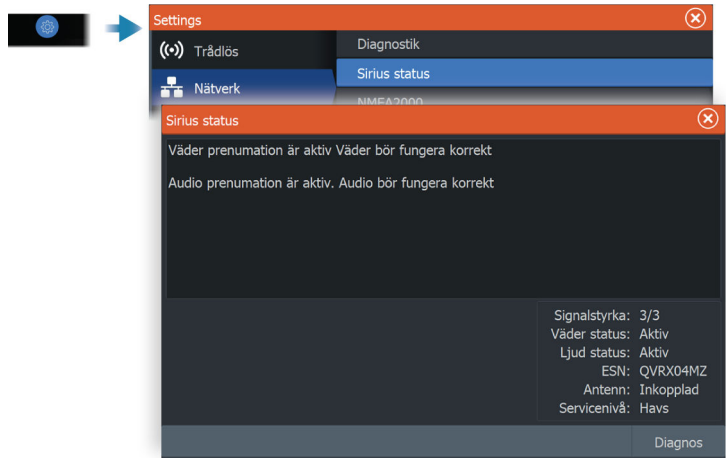 Settings
Trådlös
Diagnostik
Nätverk
Sirius status
NMEA2000
Sirius status
Väder prenumation är aktiv Väder bör fungera korrekt
Audio prenumation är aktiv. Audio bör fungera korrekt
Signalstyrka: 3/3
Väder status: Aktiv
Ljud status: Aktiv
ESN: QVRX04MZ
Antenn: Inkopplad
Servicenivå: Havs
Diagnos